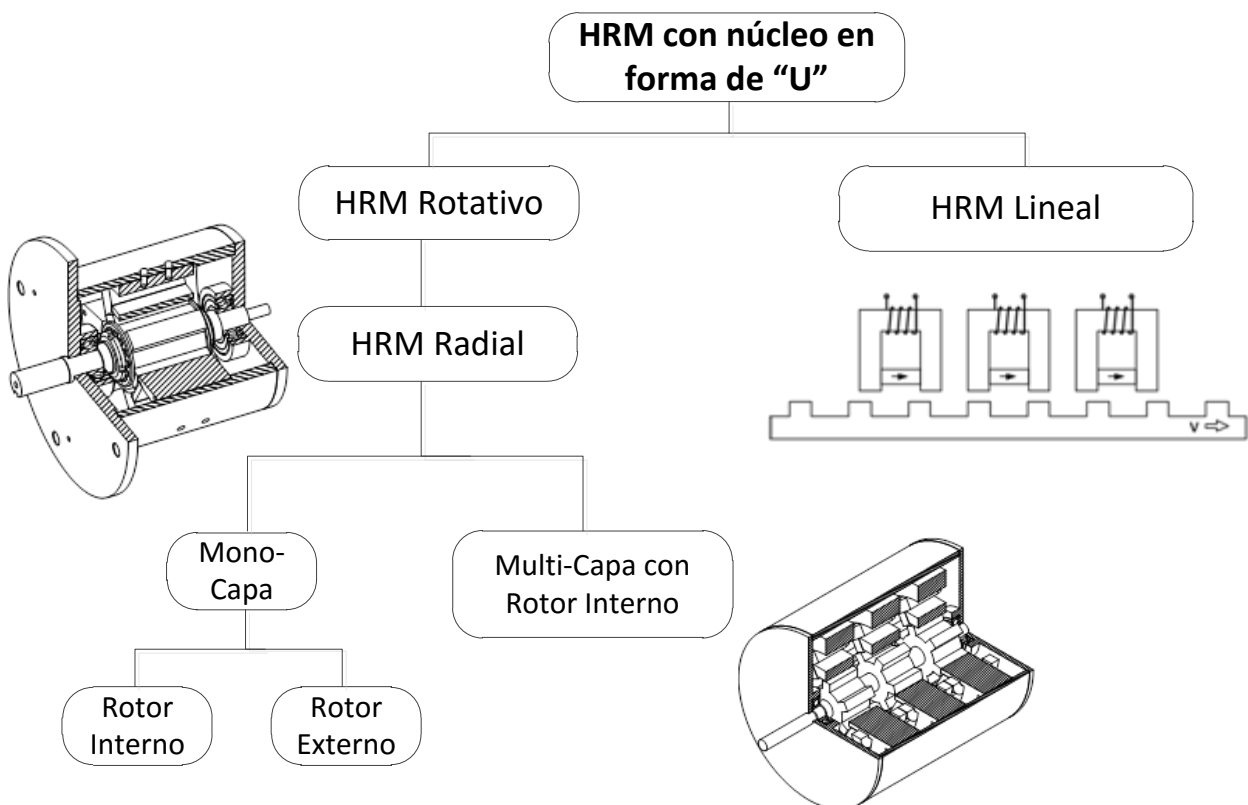 HRM con núcleo en
forma de “U”
HRM Rotativo
HRM Lineal
HRM Radial
V
Mono-
Capa
Multi-Capa con
Rotor Interno
Rotor
Interno
Rotor
Externo